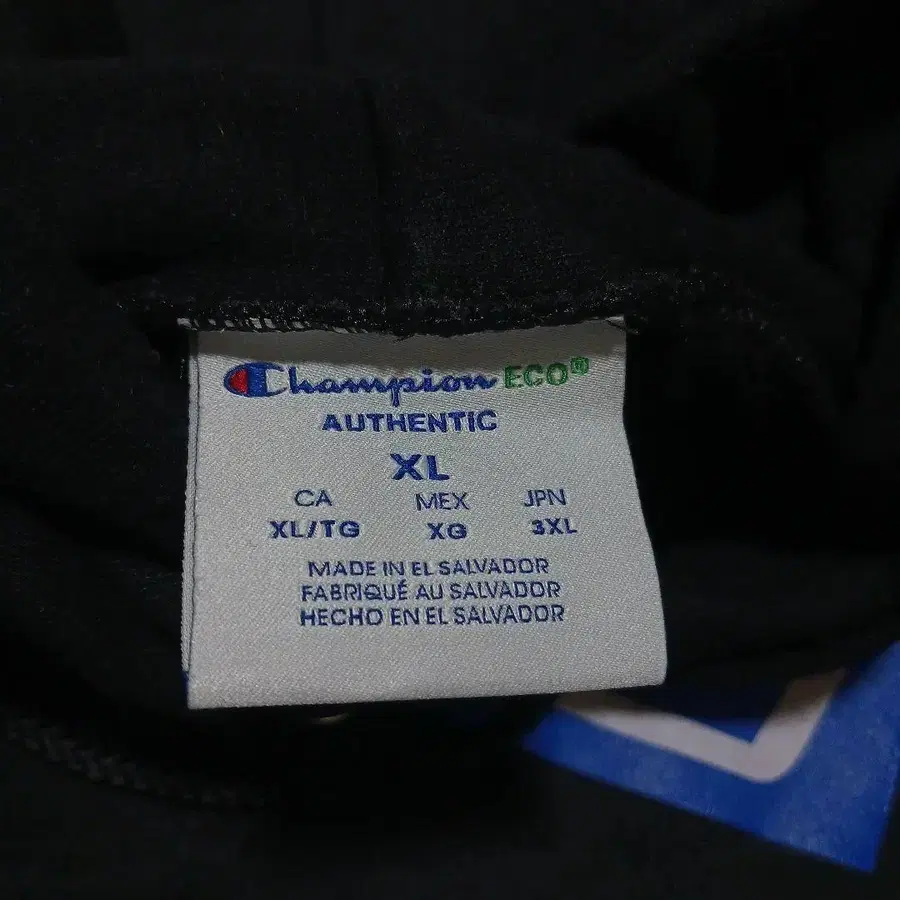 Champion ECO®
AUTHENTIC
XL
CA MEX JPN
XL/TG XG 3XL
MADE IN EL SALVADOR
FABRIQUÉ AU SALVADOR
HECHO EN EL SALVADOR